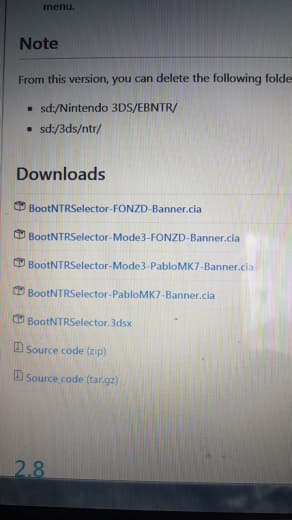 menu.
Note
From this version, you can delete the following folde
sd:/Nintendo 3DS/EBNTR/
sd:/3ds/ntr/
Downloads
BootNTRSelector-FONZD-Banner.cia
BootNTRSelector-Mode3-FONZD-Banner.cia
BootNTRSelector-Mode3-PabloMK7-Banner.cia
BootNTRSelector-PabloMK7-Banner.cia
BootNTRSelector.3dsx
Source code (zip)
Source code (tar.gz)
2.8